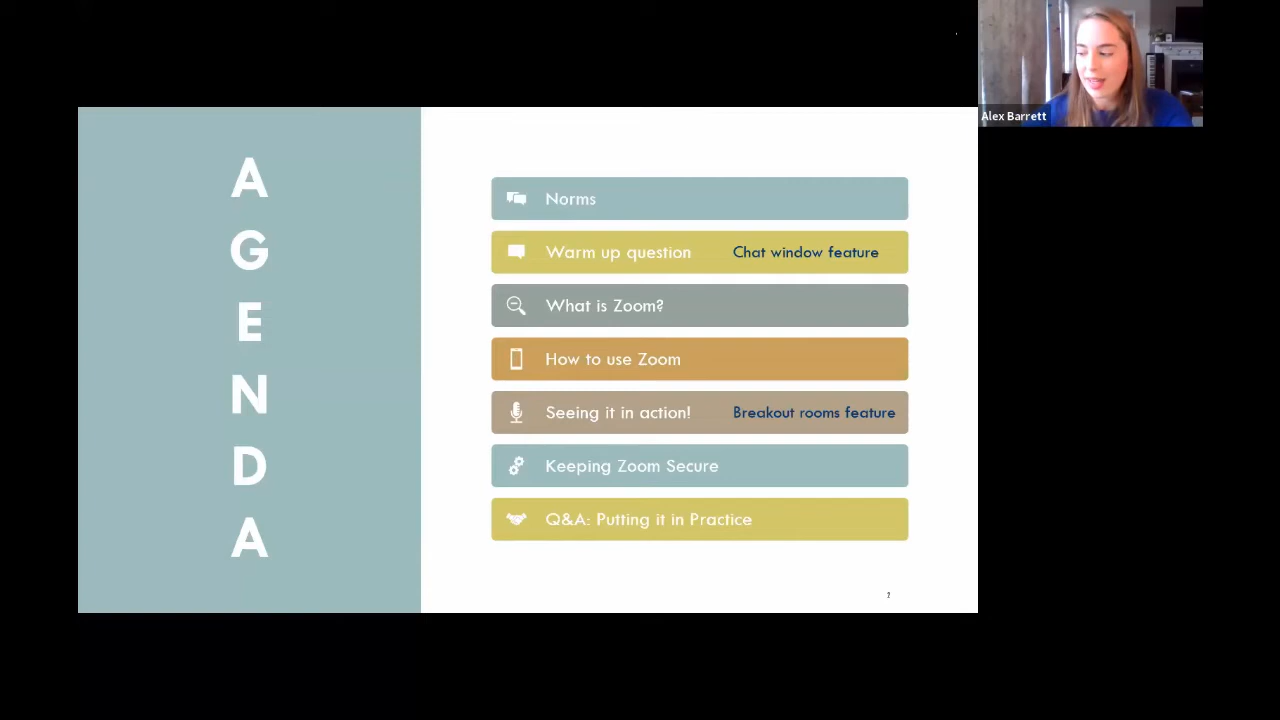 Alex Barrett
A
G
E
N
D
A
Norms
Warm up question Chat window feature
What is Zoom?
How to use Zoom
Seeing it in action! Breakout rooms feature
Keeping Zoom Secure
Q&A: Putting it in Practice
2